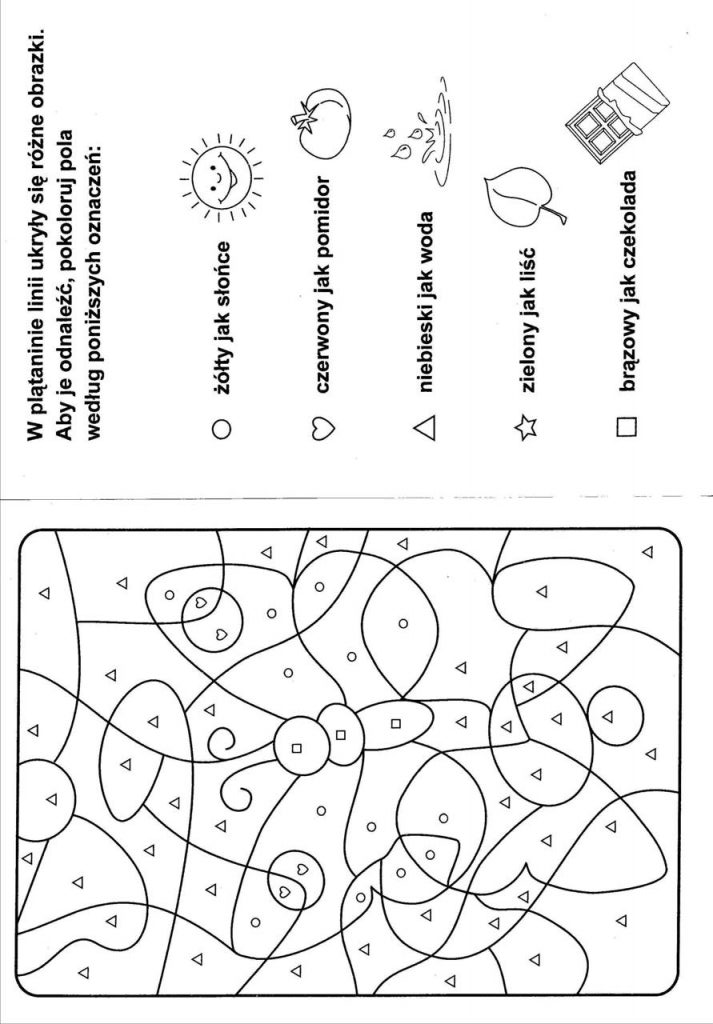 W plątaninie linii ukryły się różne obrazki.
Aby je odnaleźć, pokoloruj pola
według poniższych oznaczeń:
żółty jak słońce
czerwony jak pomidor
niebieski jak woda
zielony jak liść
brązowy jak czekolada